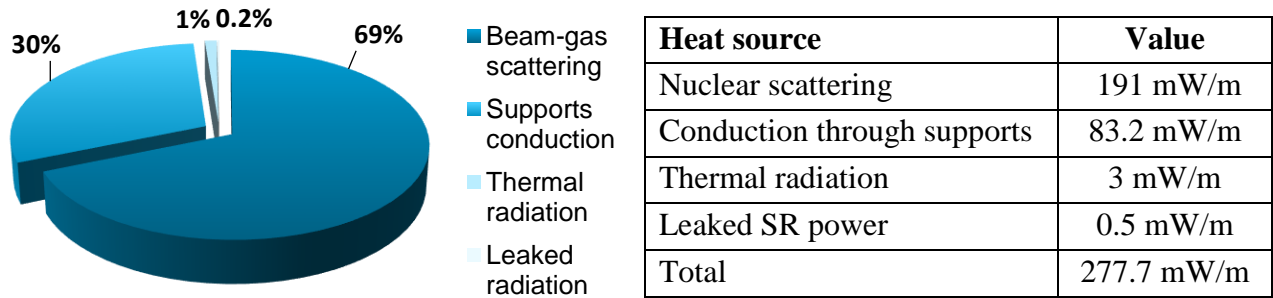 1% 0.2%
30%
69%
Beam-gas
scattering
Supports
conduction
Thermal
radiation
Leaked
radiation
Heat source Value
Nuclear scattering 191 mW/m
Conduction through supports 83.2 mW/m
Thermal radiation 3 mW/m
Leaked SR power 0.5 mW/m
Total 277.7 mW/m